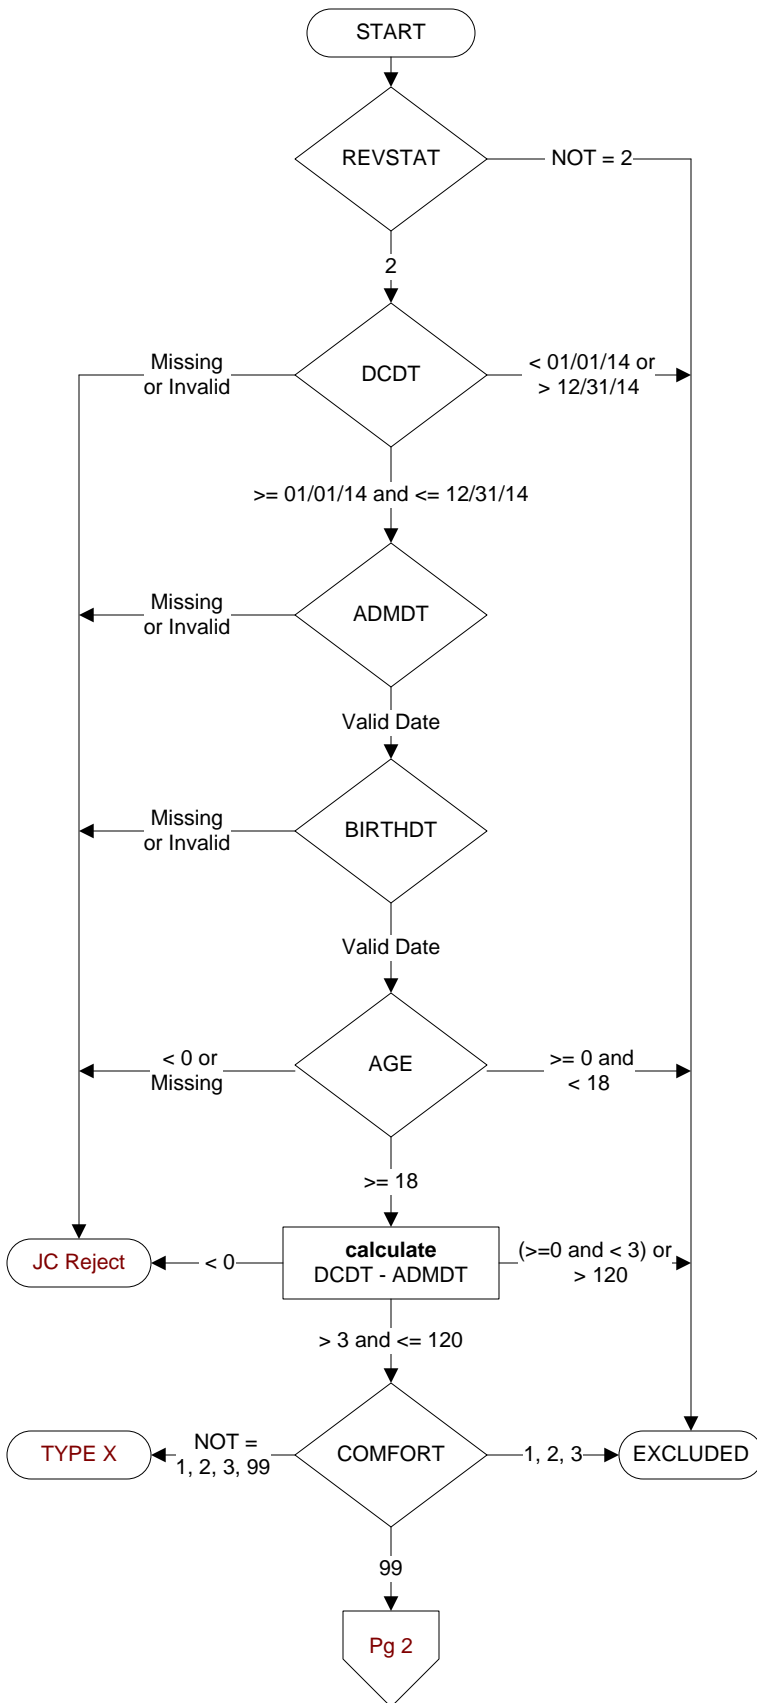 START
REVSTAT
NOT = 2
2
Missing
or Invalid
DCDT
< 01/01/14 or
> 12/31/14
>= 01/01/14 and <= 12/31/14
Missing
or Invalid
ADMDT
Valid Date
Missing
or Invalid
BIRTHDT
Valid Date
< 0 or
Missing
AGE
>= 0 and
< 18
>= 18
JC Reject
< 0
calculate
DCDT - ADMDT
(>=0 and < 3) or
> 120
> 3 and <= 120
TYPE X
NOT =
1, 2, 3, 99
COMFORT
1, 2, 3
EXCLUDED
99
Pg 2